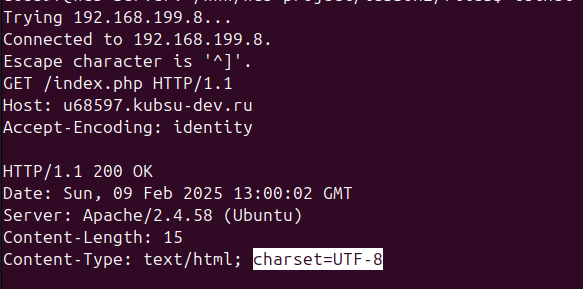 Trying 192.168.199.8...
Connected to 192.168.199.8.
Escape character is '^]'.
GET /index.php HTTP/1.1
Host: u68597.kubsu-dev.ru
Accept-Encoding: identity

HTTP/1.1 200 OK
Date: Sun, 09 Feb 2025 13:00:02 GMT
Server: Apache/2.4.58 (Ubuntu)
Content-Length: 15
Content-Type: text/html; charset=UTF-8